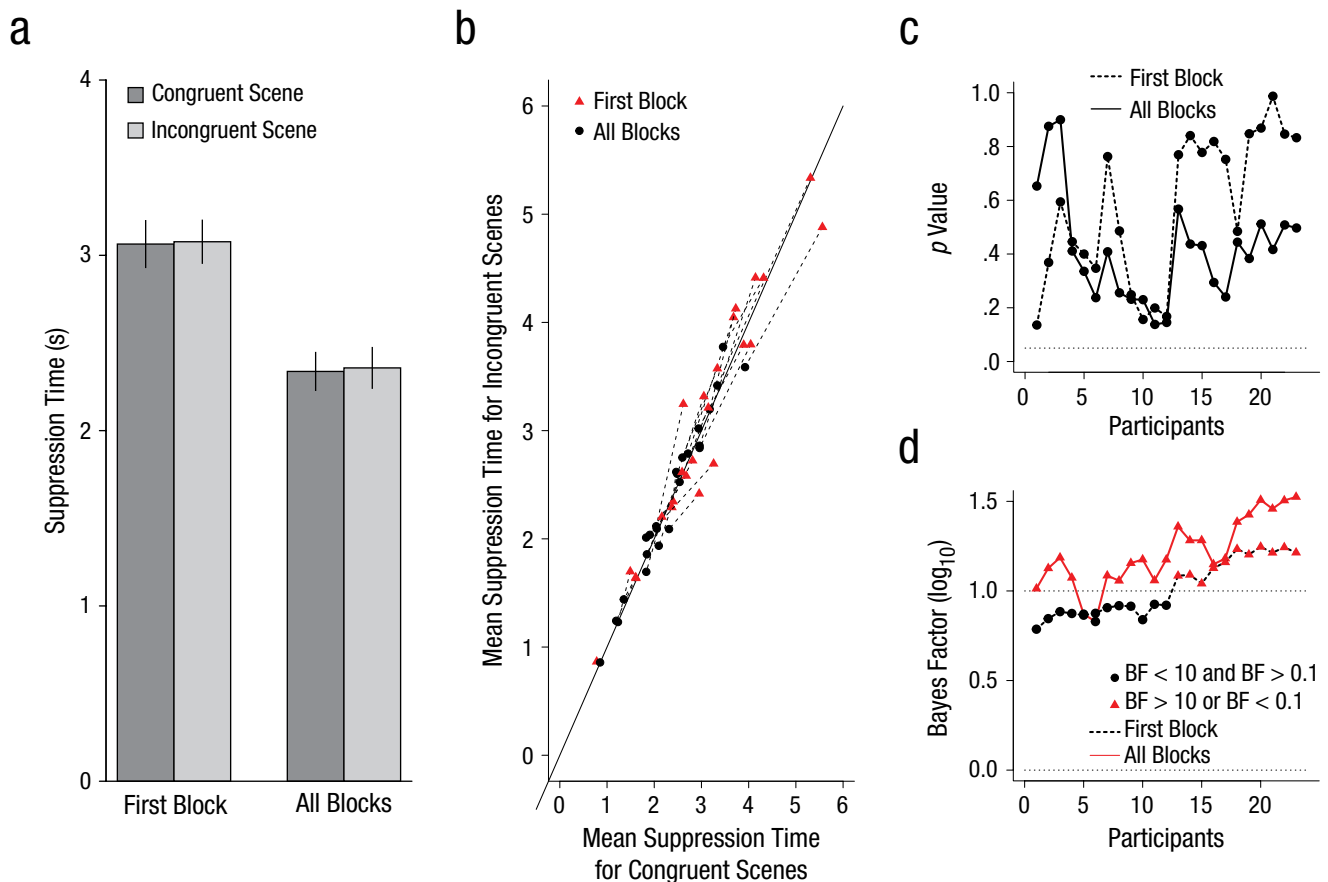 a
4
3
2
1
0
Suppression Time (s)
Congruent Scene
Incongruent Scene
First Block
All Blocks
b
6
5
4
3
2
1
0
Mean Suppression Time for Incongruent Scenes
First Block
All Blocks
0 1 2 3 4 5 6
Mean Suppression Time
for Congruent Scenes
c
1.0
.8
.6
.4
.2
.0
p Value
First Block
All Blocks
0 5 10 15 20
Participants
d
1.5
1.0
0.5
0.0
Bayes Factor (log10)
BF < 10 and BF > 0.1
BF > 10 or BF < 0.1
First Block
All Blocks
0 5 10 15 20
Participants